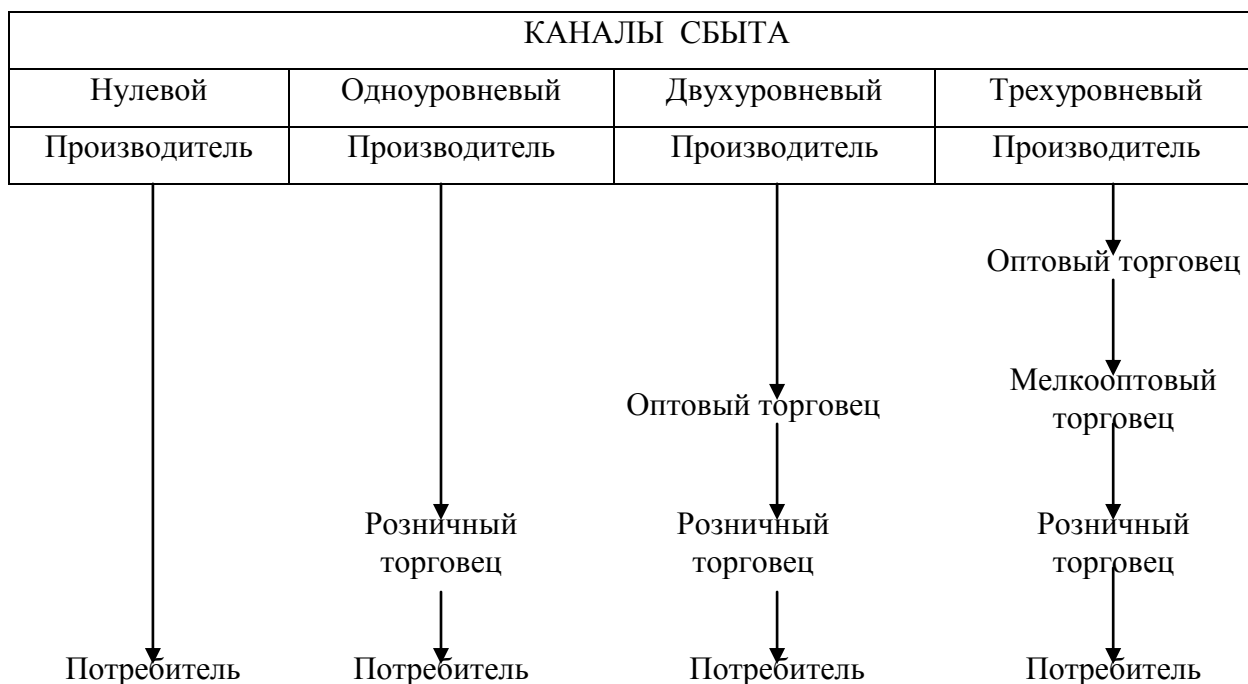 КАНАЛЫ СБЫТА
Нулевой Одноуровневый Двухуровневый Трехуровневый
Производитель Производитель Производитель Производитель
Оптовый торговец
Мелкооптовый
торговец
Оптовый торговец
Розничный
торговец
Розничный
торговец
Розничный
торговец
Потребитель Потребитель Потребитель Потребитель